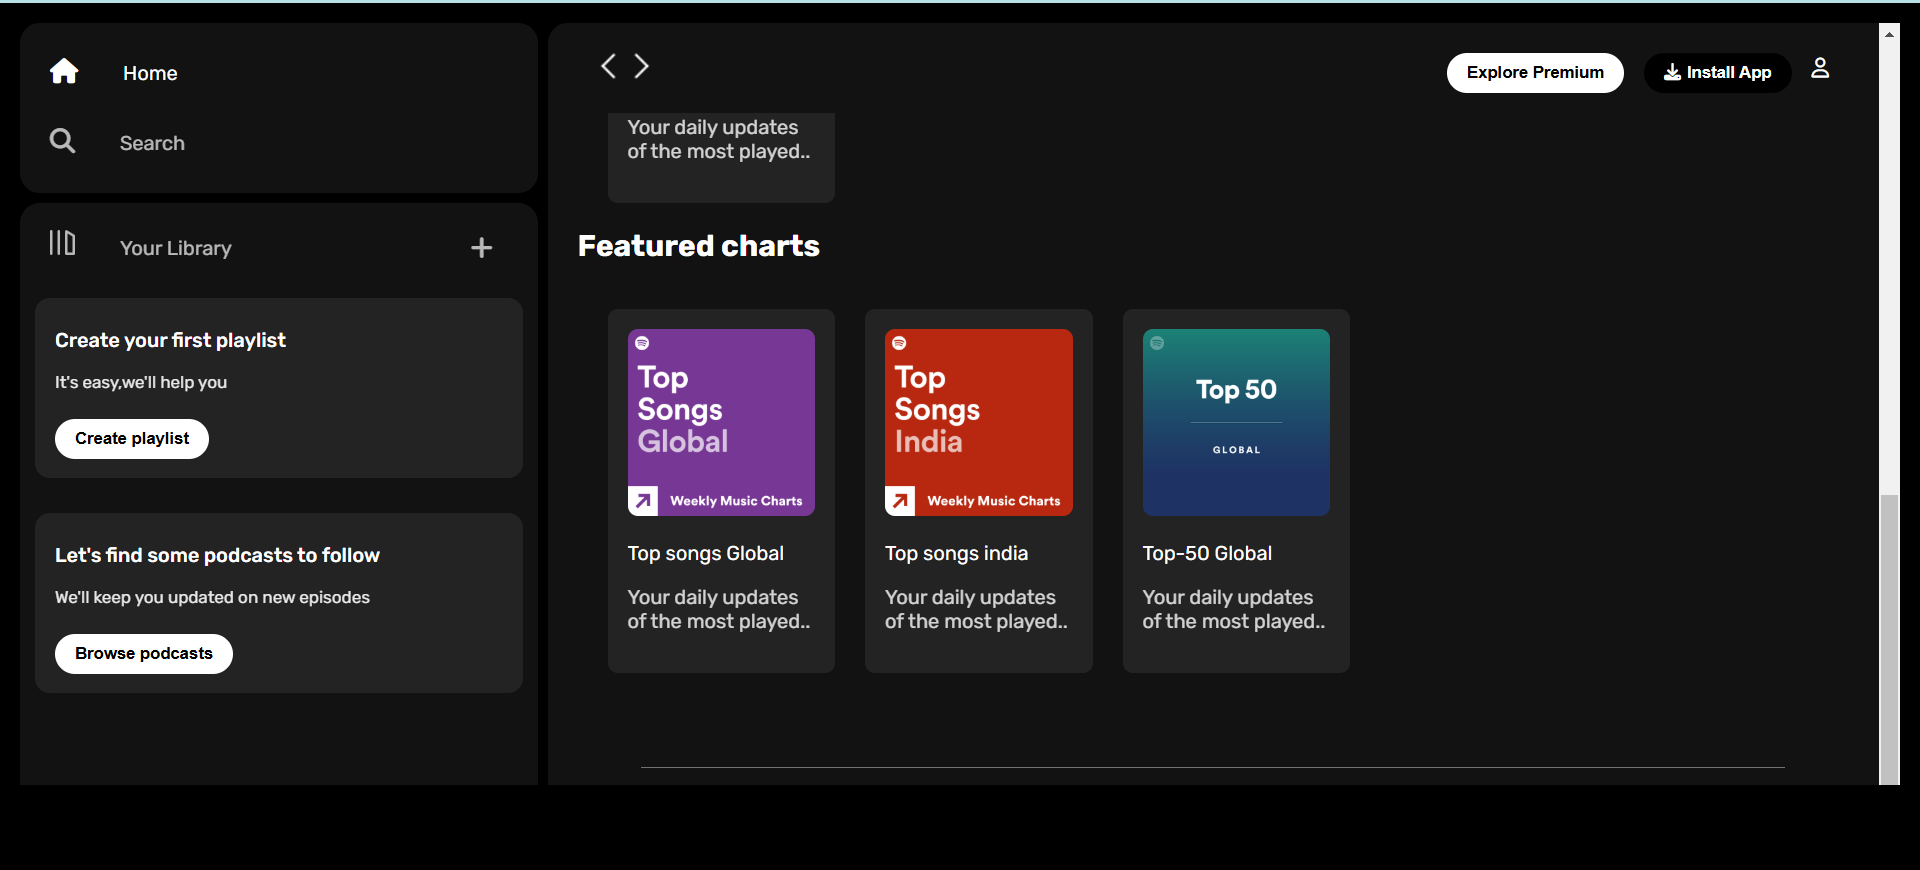 Home
Search
Your Library
Create your first playlist
It's easy,we'll help you
Create playlist
Let's find some podcasts to follow
We'll keep you updated on new episodes
Browse podcasts
Explore Premium
Install App
Your daily updates
of the most played..
Featured charts
Top
Songs
Global
Weekly Music Charts
Top songs Global
Your daily updates
of the most played..
Top
Songs
India
Weekly Music Charts
Top songs india
Your daily updates
of the most played..
Top 50
GLOBAL
Top-50 Global
Your daily updates
of the most played..